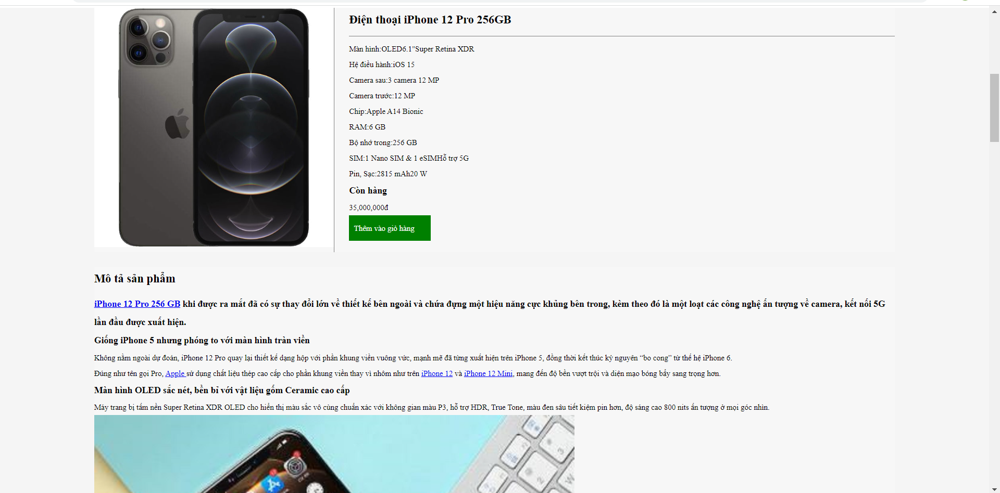 Điện thoại iPhone 12 Pro 256GB
Màn hình:OLED6.1"Super Retina XDR
Hệ điều hành:iOS 15
Camera sau:3 camera 12 MP
Camera trước:12 MP
Chip:Apple A14 Bionic
RAM:6 GB
Bộ nhớ trong:256 GB
SIM:1 Nano SIM & 1 eSIMHỗ trợ 5G
Pin, Sạc:2815 mAh20 W
Còn hàng
35,000,000đ
Thêm vào giỏ hàng
Mô tả sản phẩm
iPhone 12 Pro 256 GB khi được ra mắt đã có sự thay đổi lớn về thiết kế bên ngoài và chứa đựng một hiệu năng cực khủng bên trong, kèm theo đó là một loạt các công nghệ ấn tượng về camera, kết nối 5G
lần đầu được xuất hiện.
Giống iPhone 5 nhưng phóng to với màn hình tràn viền
Không nằm ngoài dự đoán, iPhone 12 Pro quay lại thiết kế dạng hộp với phần khung viền vuông vức, mạnh mẽ đã từng xuất hiện trên iPhone 5, đồng thời kết thúc kỷ nguyên “bo cong” từ thế hệ iPhone 6.
Đúng như tên gọi Pro, Apple sử dụng chất liệu thép cao cấp cho phần khung viền thay vì nhôm như trên iPhone 12 và iPhone 12 Mini, mang đến độ bền vượt trội và diện mạo bóng bẩy sang trọng hơn.
Màn hình OLED sắc nét, bền bỉ với vật liệu gốm Ceramic cao cấp
Máy trang bị tấm nền Super Retina XDR OLED cho hiển thị màu sắc vô cùng chuẩn xác với không gian màu P3, hỗ trợ HDR, True Tone, màu đen sâu tiết kiệm pin hơn, độ sáng cao 800 nits ấn tượng ở mọi góc nhìn.